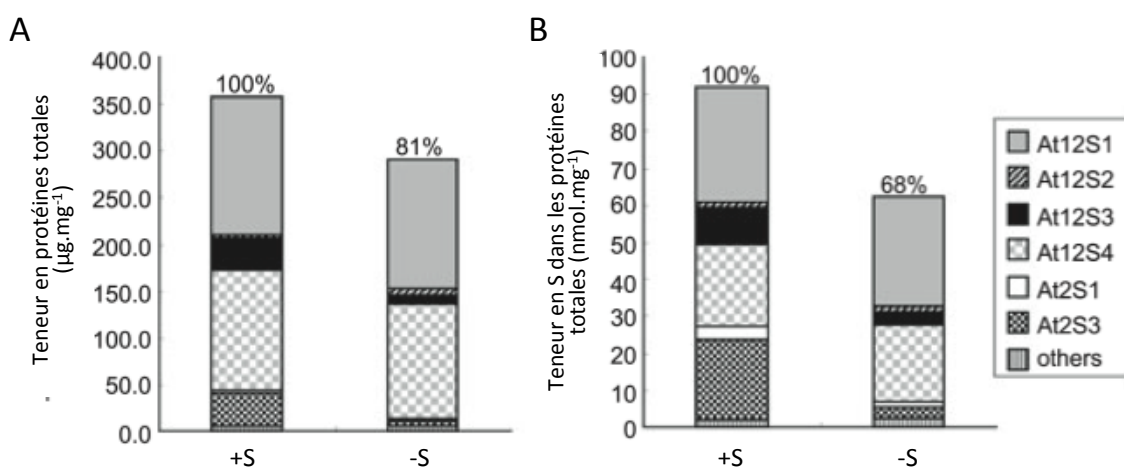 A
Teneur en protéines totales
(µg.mg-1)
400.0
350.0
300.0
250.0
200.0
150.0
100.0
50.0
0.0
100%
81%
+S
-S
B
Teneur en S dans les protéines
totales (nmol.mg-1)
100
90
80
70
60
50
40
30
20
10
0
100%
68%
+S
-S
At12S1
At12S2
At12S3
At12S4
At2S1
At2S3
others